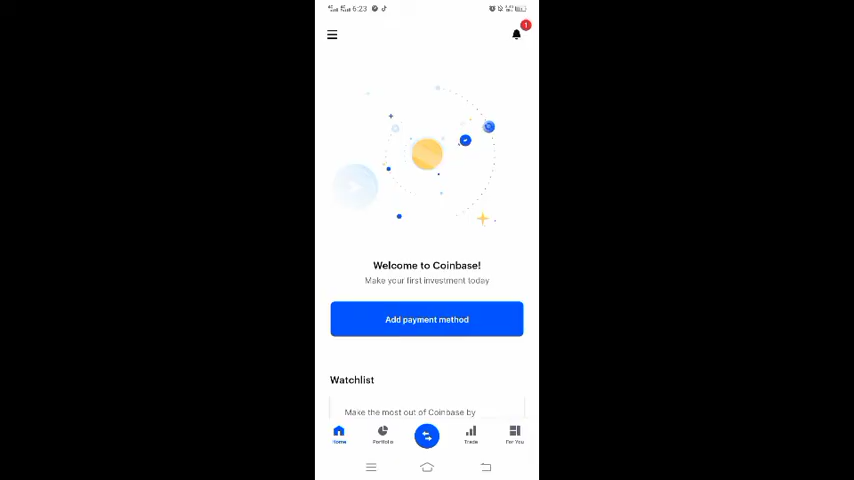 6:23
1
Welcome to Coinbase!
Make your first investment today
Add payment method
Watchlist
Make the most out of Coinbase by
Home
Portfolio
Trade
For You